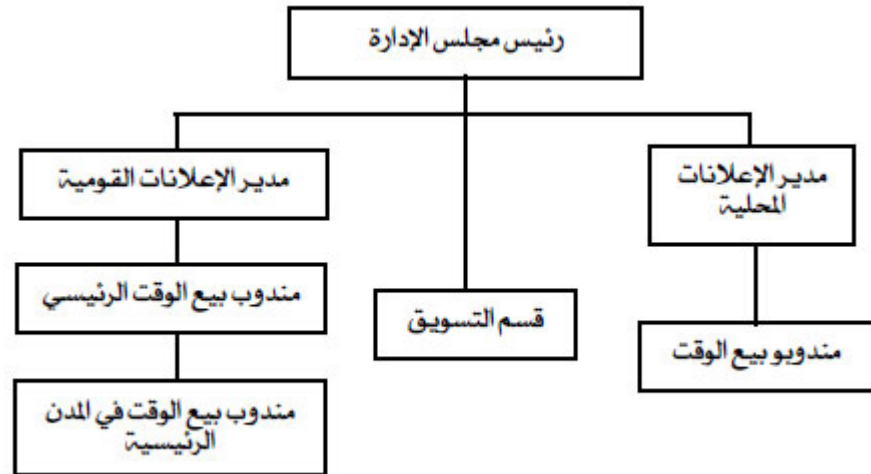 رئيس مجلس الإدارة
مدير الإعلانات
المحلية
مدير الإعلانات القومية
قسم التسويق
مندوب بيع الوقت الرئيسي
مندوبو بيع الوقت
مندوب بيع الوقت في المدن
الرئيسية